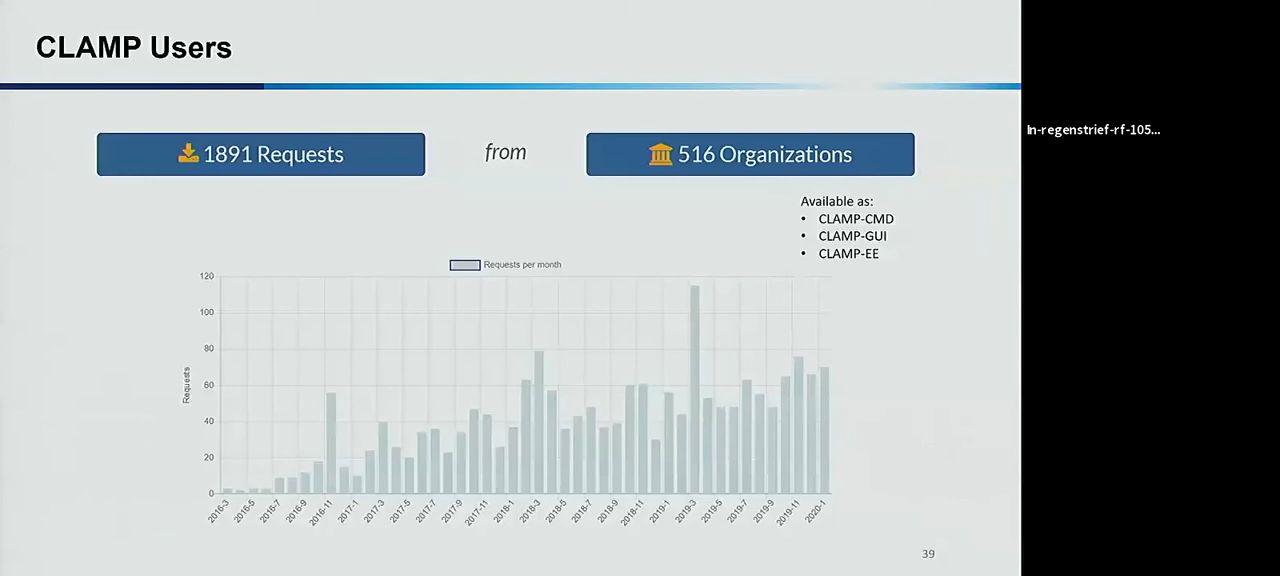 CLAMP Users
1891 Requests
from
516 Organizations
Available as:
• CLAMP-CMD
• CLAMP-GUI
• CLAMP-EE
In-regenstrief-rf-105...
Requests per month
Requests
120
100
80
60
40
20
0
2016-3
2016-5
2016-7
2016-9
2016-11
2017-1
2017-3
2017-5
2017-7
2017-9
2017-11
2018-1
2018-3
2018-5
2018-7
2018-9
2018-11
2019-1
2019-3
2019-5
2019-7
2019-9
2019-11
2020-1
39